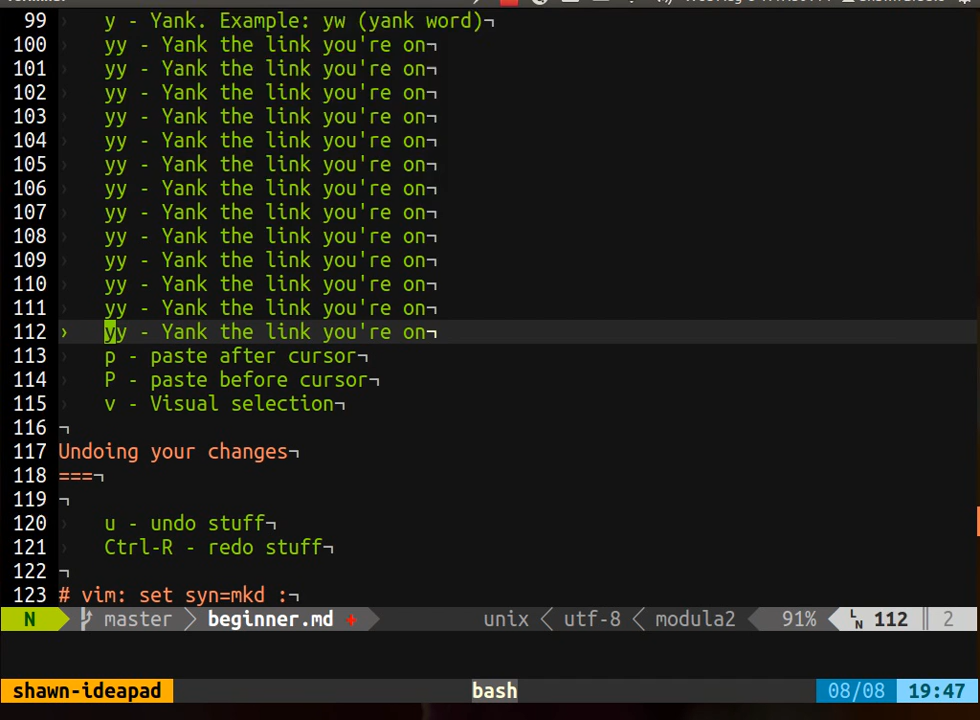 99 y - Yank. Example: yw (yank word)¬
100 yy - Yank the link you're on¬
101 yy - Yank the link you're on¬
102 yy - Yank the link you're on¬
103 yy - Yank the link you're on¬
104 yy - Yank the link you're on¬
105 yy - Yank the link you're on¬
106 yy - Yank the link you're on¬
107 yy - Yank the link you're on¬
108 yy - Yank the link you're on¬
109 yy - Yank the link you're on¬
110 yy - Yank the link you're on¬
111 yy - Yank the link you're on¬
112 yy - Yank the link you're on¬
113 p - paste after cursor¬
114 P - paste before cursor¬
115 v - Visual selection¬
116 ¬
117 Undoing your changes¬
118 ===¬
119 ¬
120 u - undo stuff¬
121 Ctrl-R - redo stuff¬
122 ¬
123 # vim: set syn=mkd :¬
N master beginner.md + unix utf-8 modula2 91% LN 112 2
shawn-ideapad bash 08/08 19:47